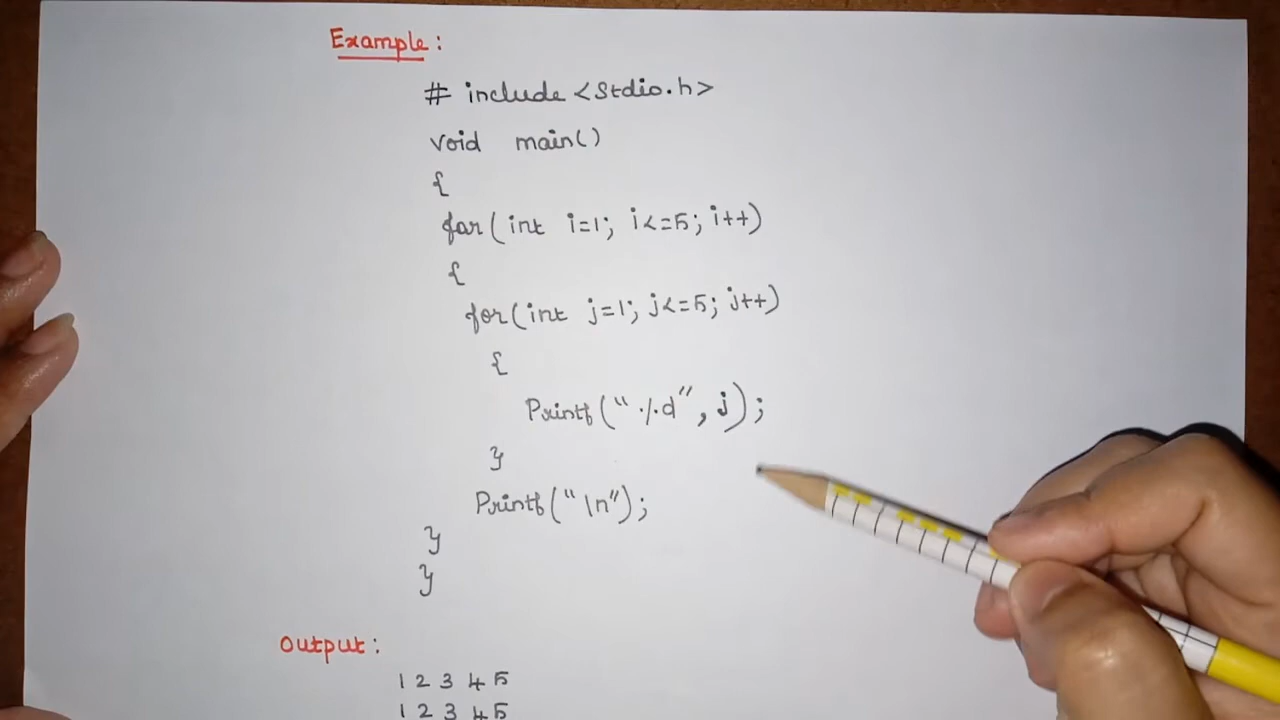 Example:
# include <stdio.h>
void main()
{
for(int i=1; i<=5; i++)
{
for(int j=1; j<=5; j++)
{
Printf("%d", j);
}
Printf("\n");
}
}
Output:
1 2 3 4 5
1 2 3 4 5